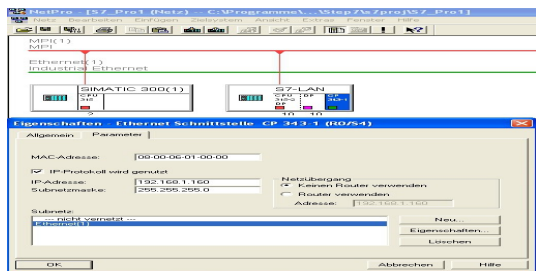 NetPro - [S7_Pro1 (Netz) -- C:\Programme\...\Step7\s7proj\S7_Pro1]
Netz Bearbeiten Einfügen Zielsystem Ansicht Extras Fenster Hilfe
MPI(1)
MPI
Ethernet(1)
Industrial Ethernet
SIMATIC 300(1)
CPU
315
2
S7-LAN
CPU DP CP
315-2 343-1
DP
10 10
Eigenschaften - Ethernet Schnittstelle CP 343-1 (R0/S4)
Allgemein Parameter
MAC-Adresse: 08-00-06-01-00-00
IP-Protokoll wird genutzt
IP-Adresse: 192.168.1.160
Subnetzmaske: 255.255.255.0
Netzübergang
Keinen Router verwenden
Router verwenden
Adresse: 192.168.1.160
Subnetz:
--- nicht vernetzt ---
Ethernet(1)
Neu...
Eigenschaften...
Löschen
OK Abbrechen Hilfe